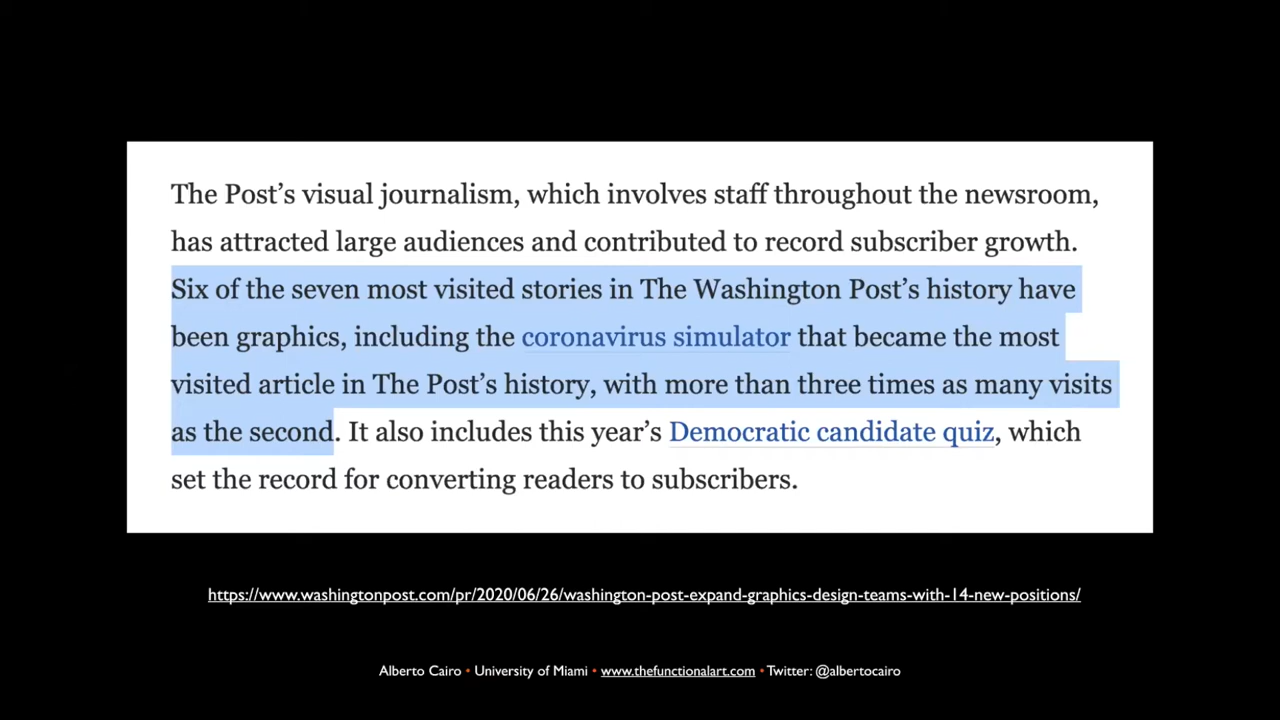 The Post’s visual journalism, which involves staff throughout the newsroom,
has attracted large audiences and contributed to record subscriber growth.
Six of the seven most visited stories in The Washington Post’s history have
been graphics, including the coronavirus simulator that became the most
visited article in The Post’s history, with more than three times as many visits
as the second. It also includes this year’s Democratic candidate quiz, which
set the record for converting readers to subscribers.
https://www.washingtonpost.com/pr/2020/06/26/washington-post-expand-graphics-design-teams-with-14-new-positions/
Alberto Cairo • University of Miami • www.thefunctionalart.com • Twitter: @albertocairo